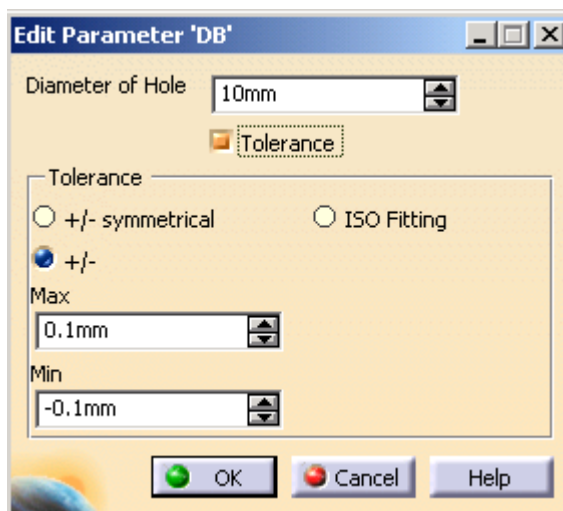 Edit Parameter 'DB'
Diameter of Hole 10mm
Tolerance
Tolerance
+/- symmetrical ISO Fitting
+/-
Max
0.1mm
Min
-0.1mm
OK Cancel Help